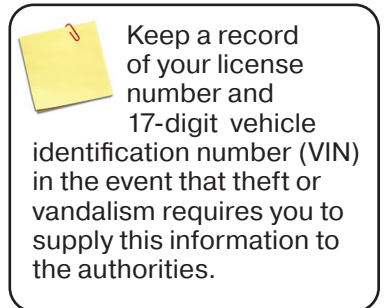 Keep a record
of your license
number and
17-digit vehicle
identification number (VIN)
in the event that theft or
vandalism requires you to
supply this information to
the authorities.